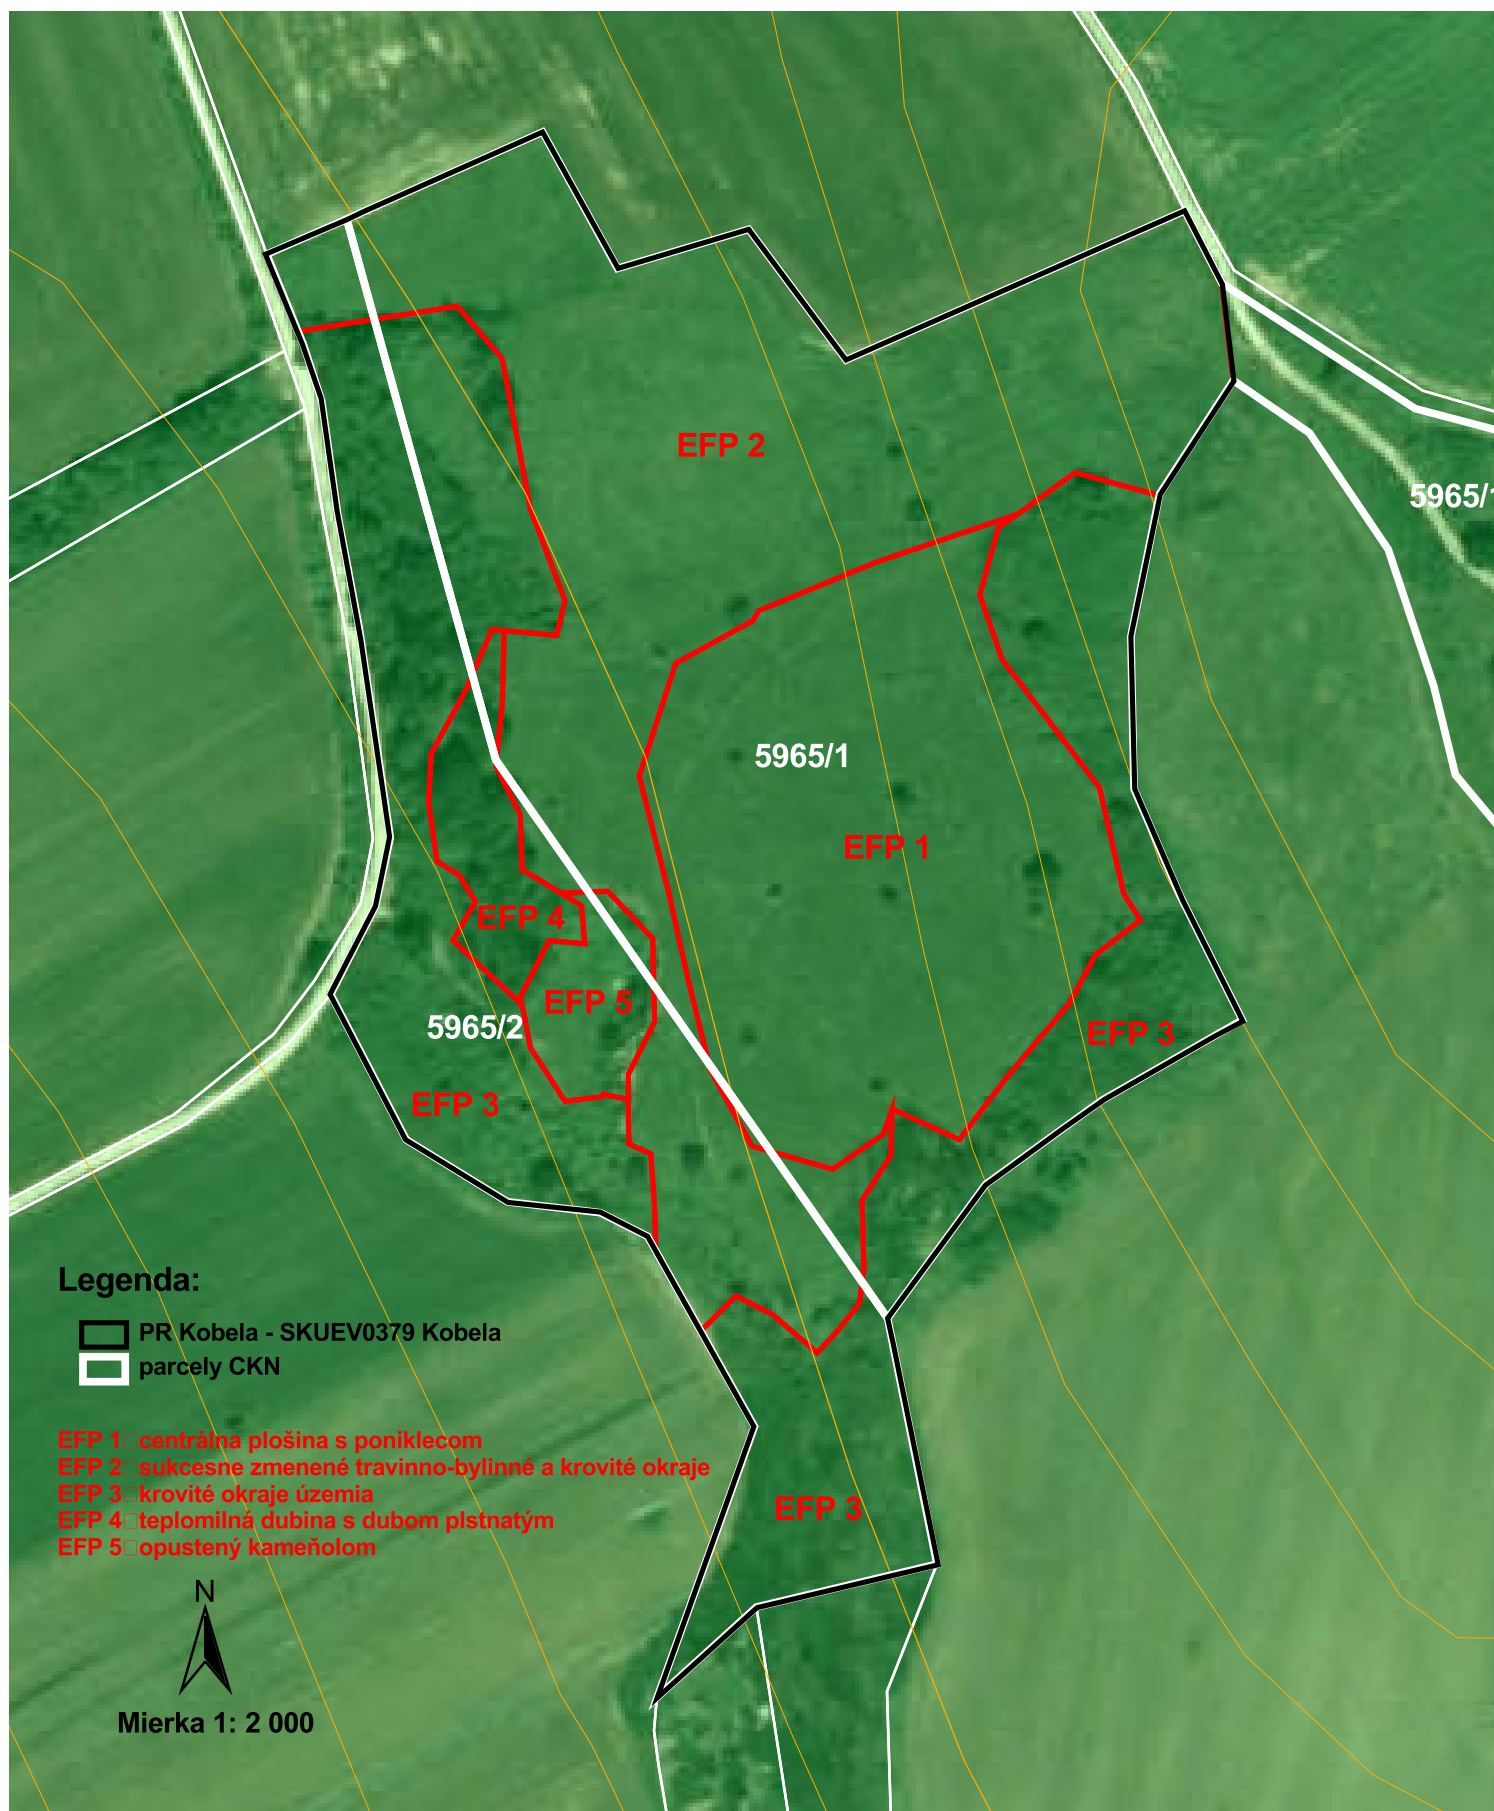 EFP 2
5965/1
5965/1
EFP 1
EFP 4
EFP 5
5965/2
EFP 3
EFP 3
Legenda:
PR Kobela - SKUEV0379 Kobela
parcely CKN
EFP 1 centrálna plošina s poniklecom
EFP 2 sukcesne zmenené travinno-bylinné a krovité okraje
EFP 3 krovité okraje územia
EFP 4 teplomilná dubina s dubom plstnatým
EFP 5 opustený kameňolom
EFP 3
N
Mierka 1: 2 000